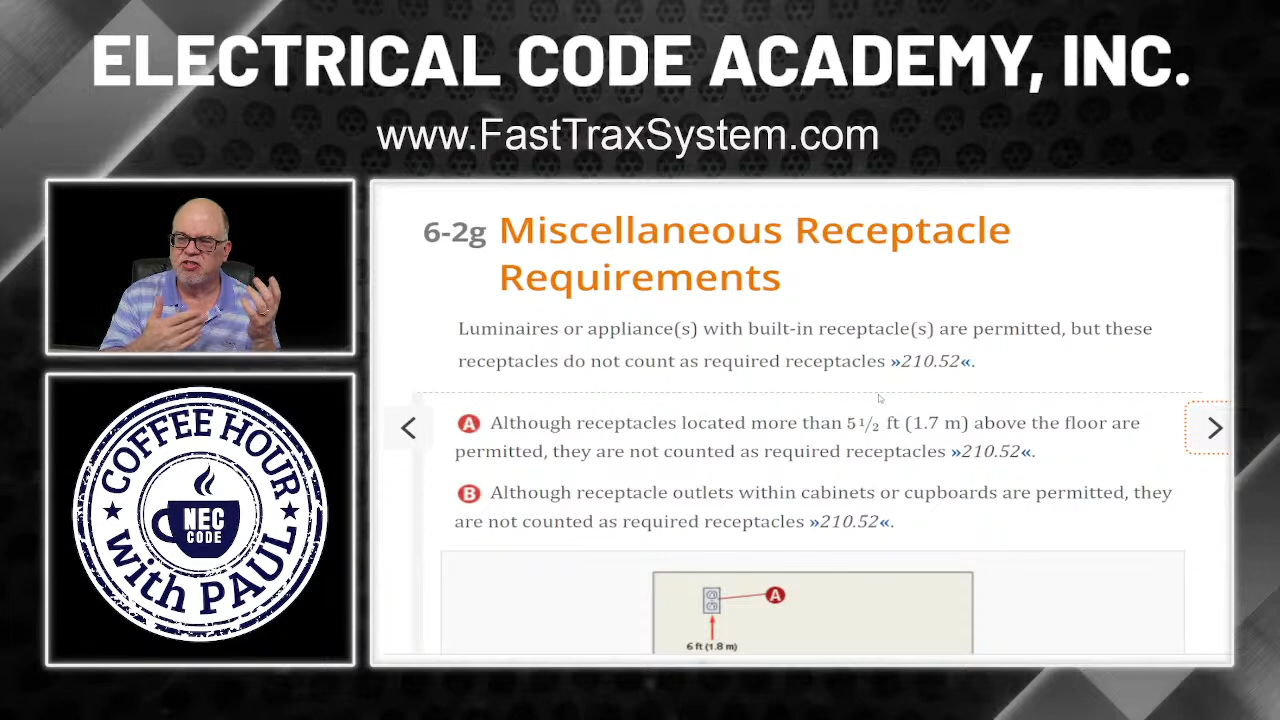 ELECTRICAL CODE ACADEMY, INC.
www.FastTraxSystem.com
6-2g Miscellaneous Receptacle
Requirements
Luminaires or appliance(s) with built-in receptacle(s) are permitted, but these
receptacles do not count as required receptacles »210.52«.
A Although receptacles located more than 5 1/2 ft (1.7 m) above the floor are
permitted, they are not counted as required receptacles »210.52«.
B Although receptacle outlets within cabinets or cupboards are permitted, they
are not counted as required receptacles »210.52«.
A
6 ft (1.8 m)
COFFEE HOUR
NEC
CODE
with PAUL